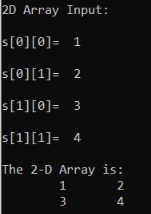 2D Array Input:
s[0][0]= 1
s[0][1]= 2
s[1][0]= 3
s[1][1]= 4
The 2-D Array is:
1 2
3 4